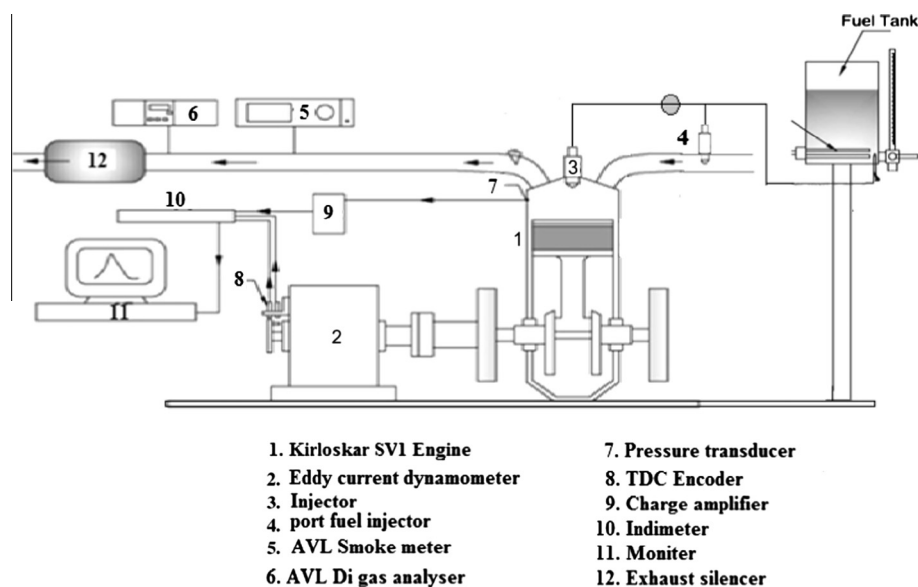 Fuel Tank
6
5
4
12
3
7
10
9
1
8
11
2
1. Kirloskar SV1 Engine
2. Eddy current dynamometer
3. Injector
4. port fuel injector
5. AVL Smoke meter
6. AVL Di gas analyser
7. Pressure transducer
8. TDC Encoder
9. Charge amplifier
10. Indimeter
11. Moniter
12. Exhaust silencer